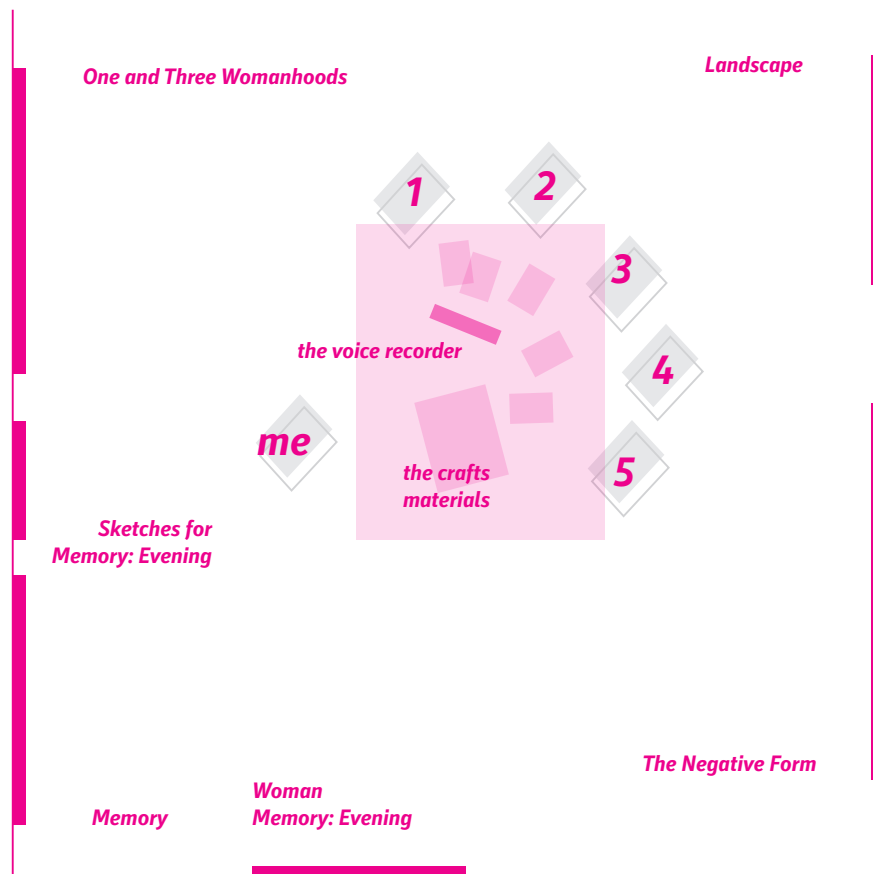 One and Three Womanhoods
Landscape
1
2
3
the voice recorder
4
me
5
the crafts
materials
Sketches for
Memory: Evening
The Negative Form
Memory
Woman
Memory: Evening